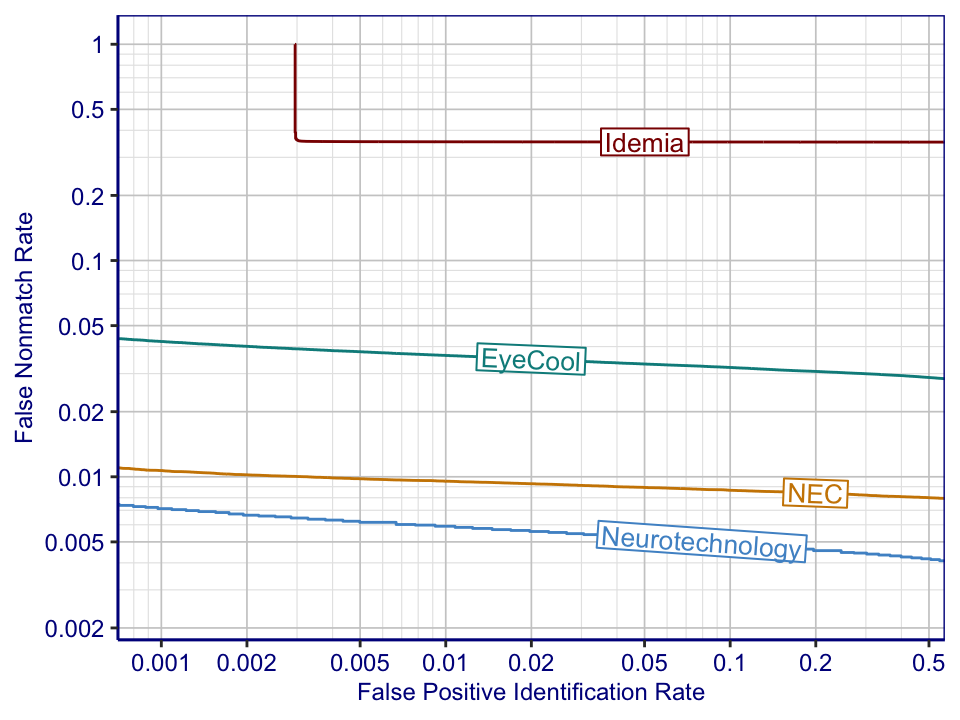 False Nonmatch Rate
1
0.5
0.2
0.1
0.05
0.02
0.01
0.005
0.002
Idemia
EyeCool
NEC
Neurotechnology
0.001 0.002 0.005 0.01 0.02 0.05 0.1 0.2 0.5
False Positive Identification Rate